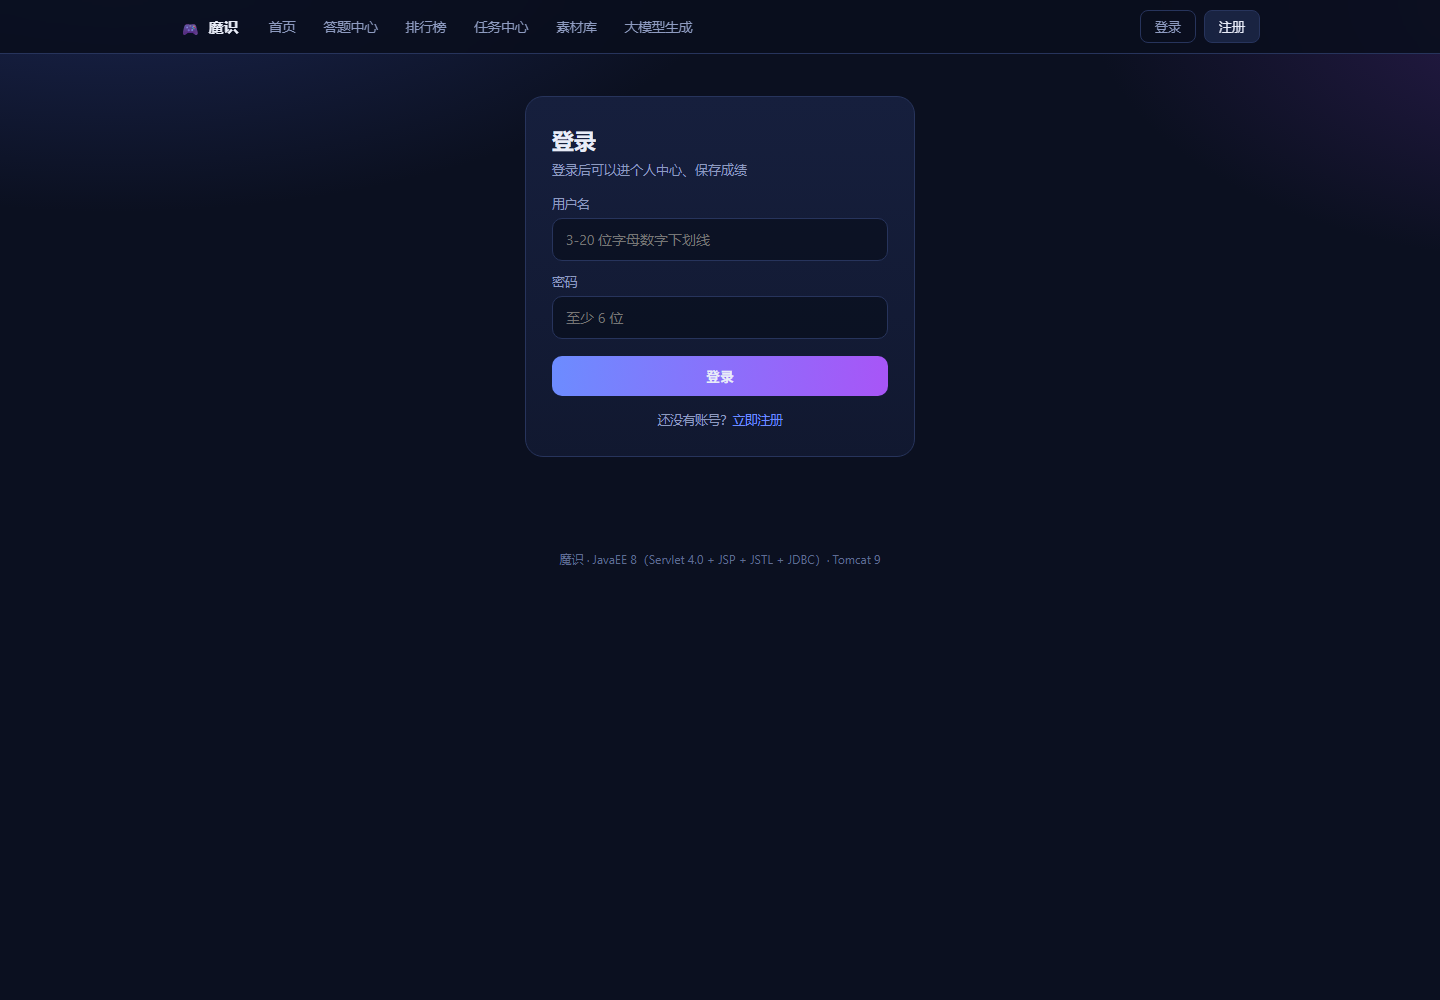 魔识 首页 答题中心 排行榜 任务中心 素材库 大模型生成 登录 注册
登录
登录后可以进个人中心、保存成绩
用户名
3-20 位字母数字下划线
密码
至少 6 位
登录
还没有账号? 立即注册
魔识 · JavaEE 8（Servlet 4.0 + JSP + JSTL + JDBC）· Tomcat 9